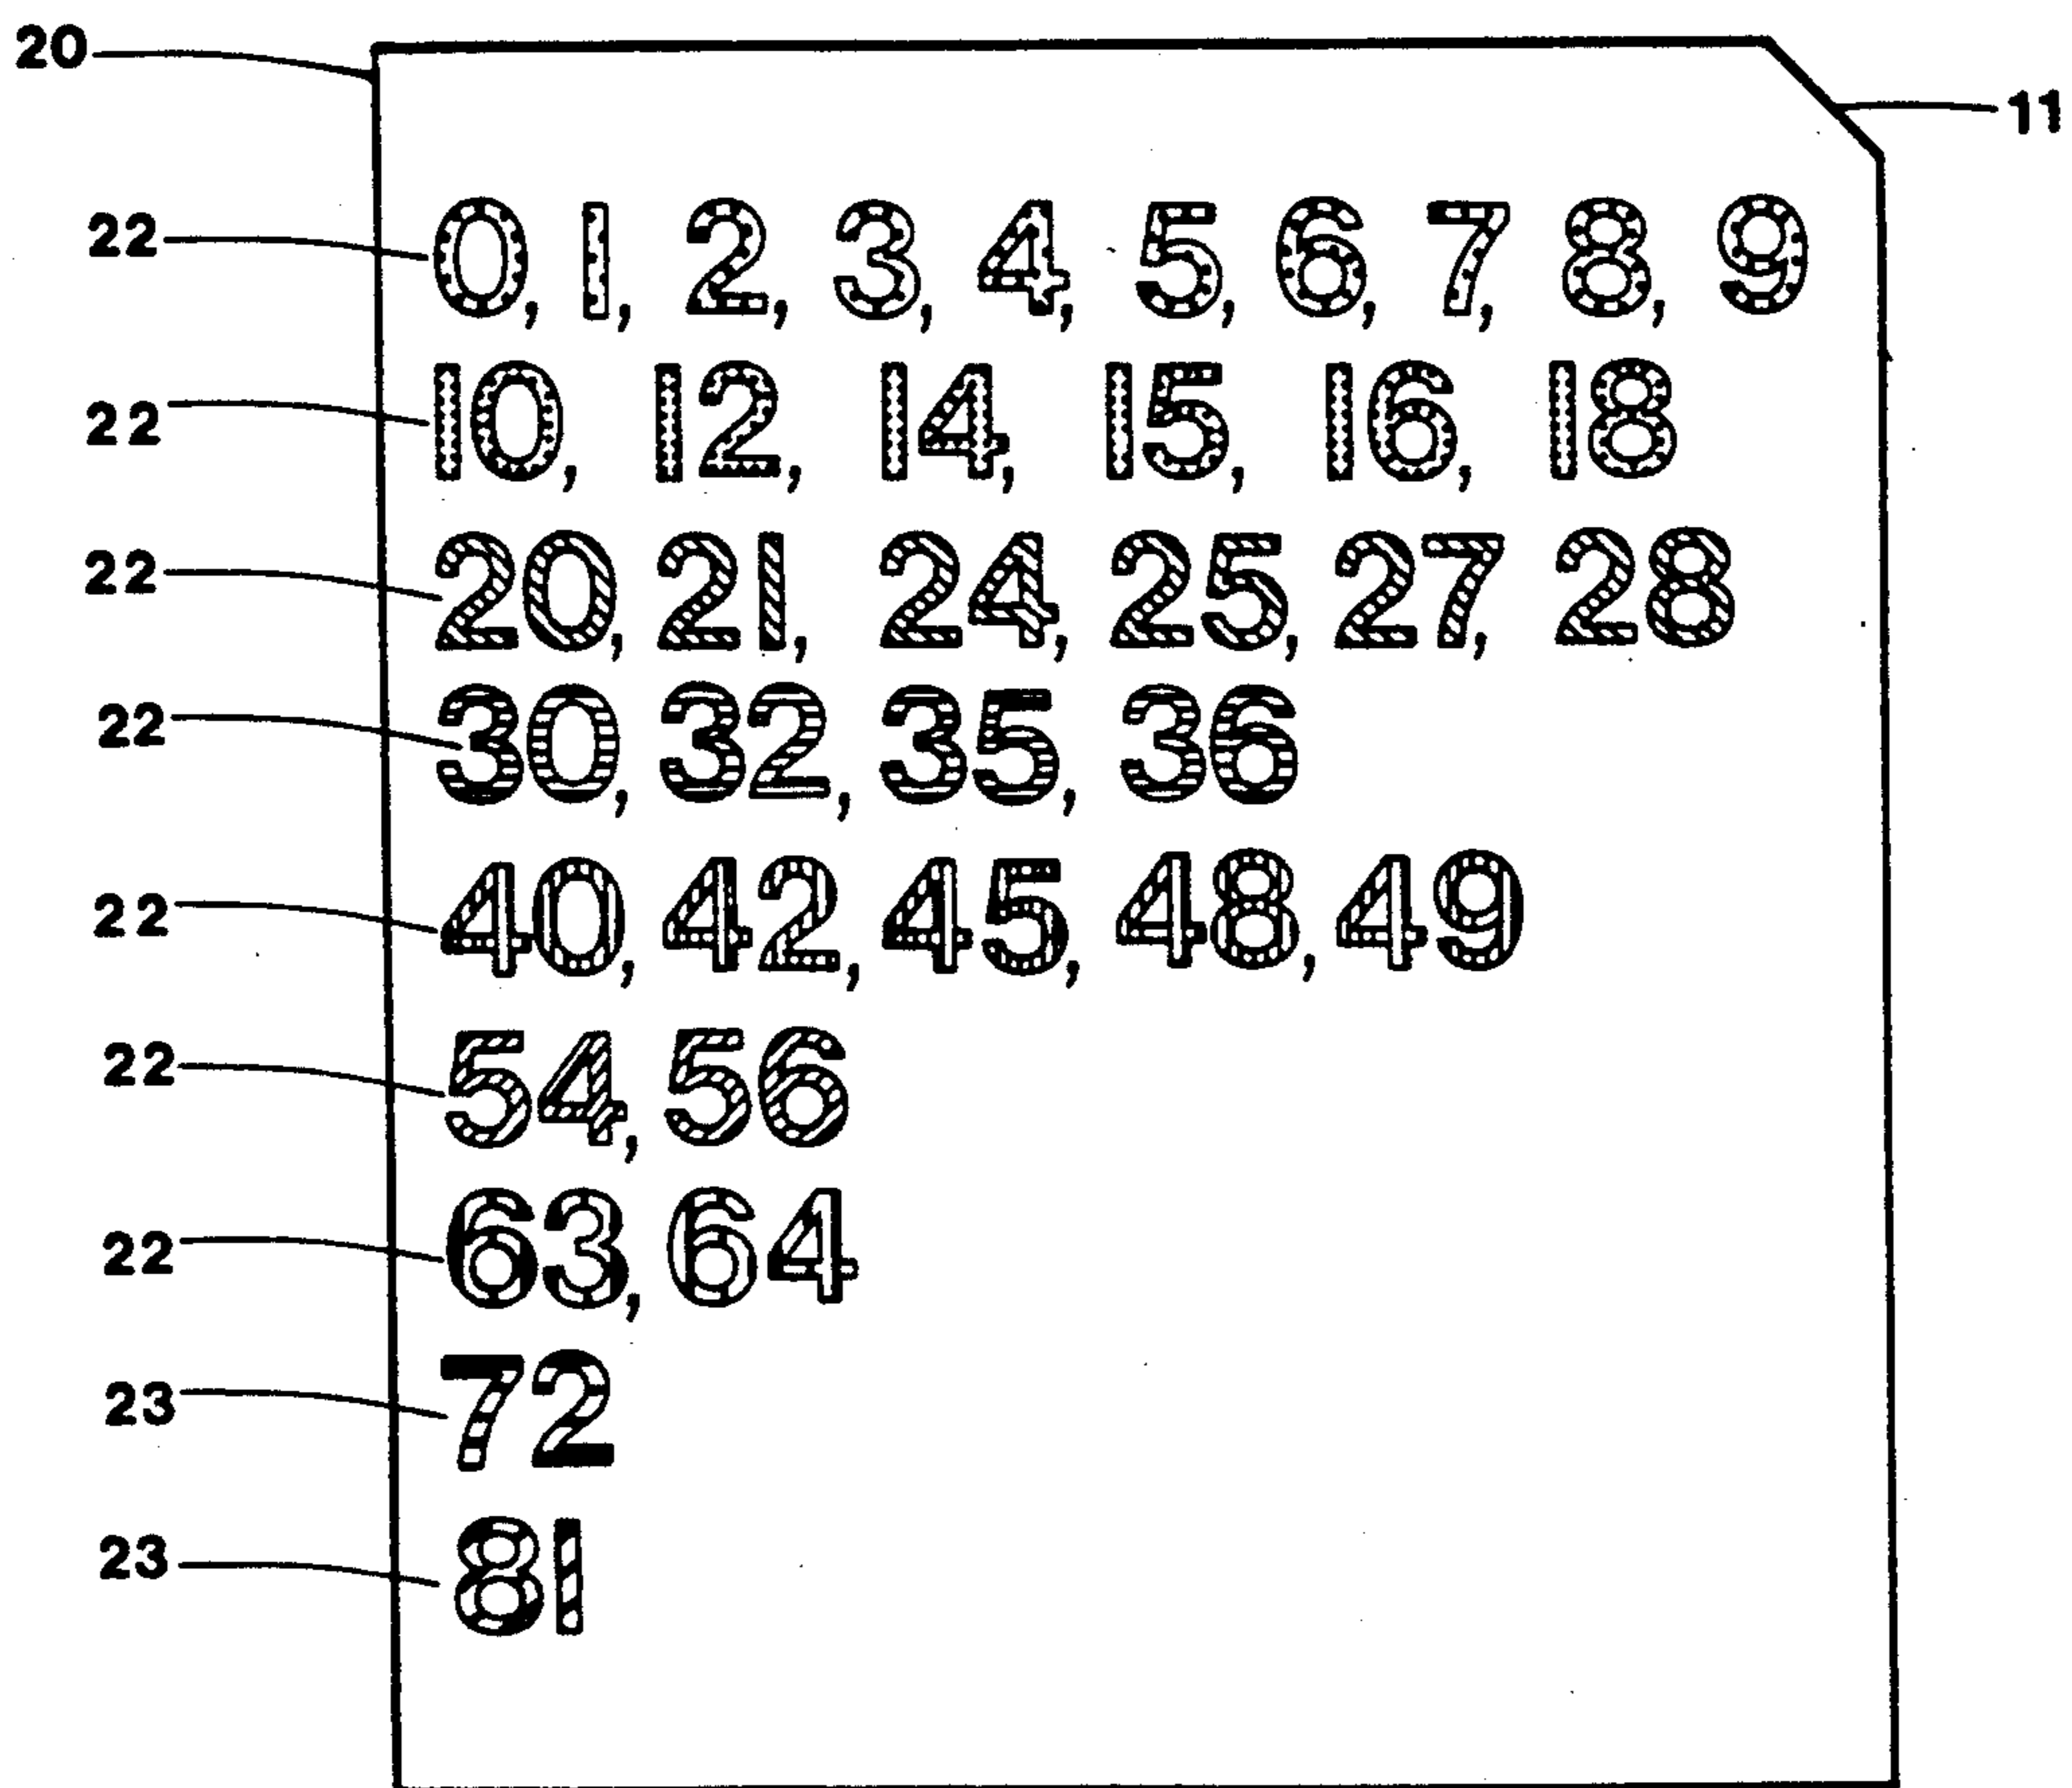 20
11
22 0, 1, 2, 3, 4, 5, 6, 7, 8, 9
22 10, 12, 14, 15, 16, 18
22 20, 21, 24, 25, 27, 28
22 30, 32, 35, 36
22 40, 42, 45, 48, 49
22 54, 56
22 63, 64
23 72
23 81